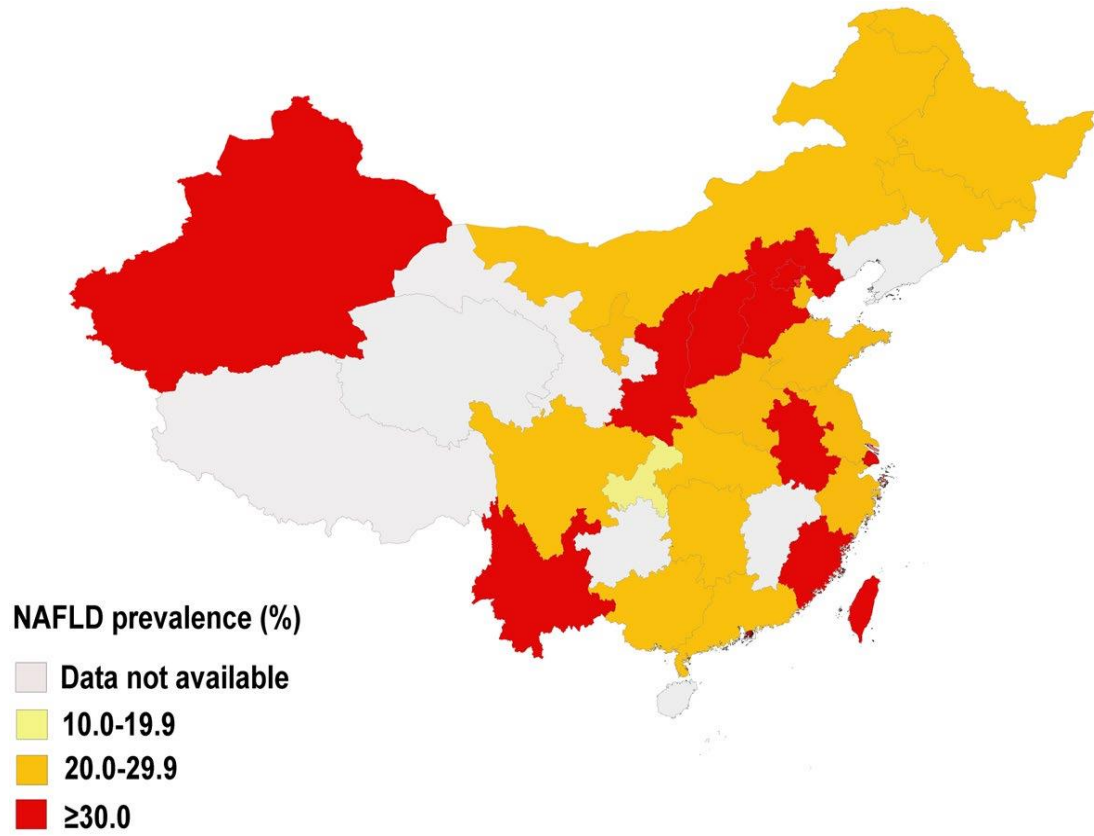 NAFLD prevalence (%)
Data not available
10.0-19.9
20.0-29.9
≥30.0